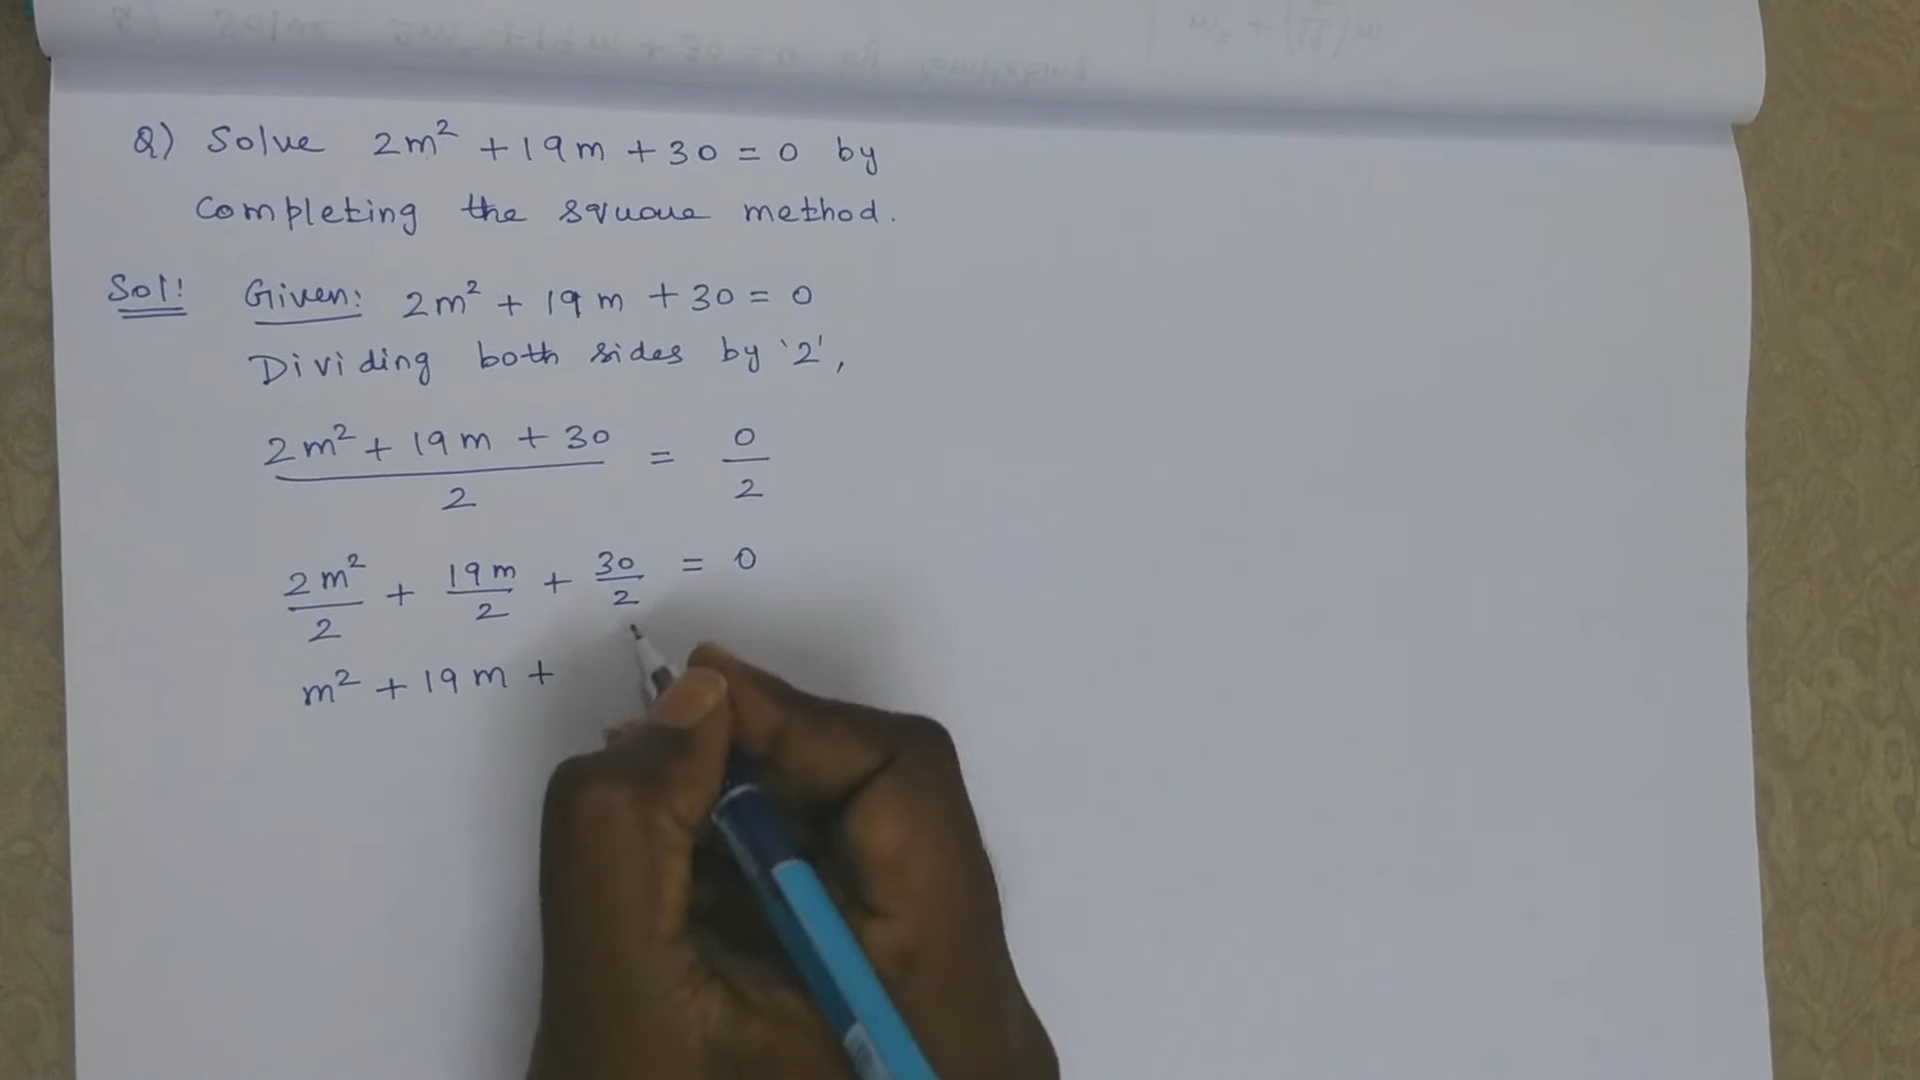 Q) Solve 2m² + 19m + 30 = 0 by
completing the square method.
Sol: Given: 2m² + 19m + 30 = 0
Dividing both sides by '2',
(2m² + 19m + 30)/2 = 0/2
2m²/2 + 19m/2 + 30/2 = 0
m² + 19m +